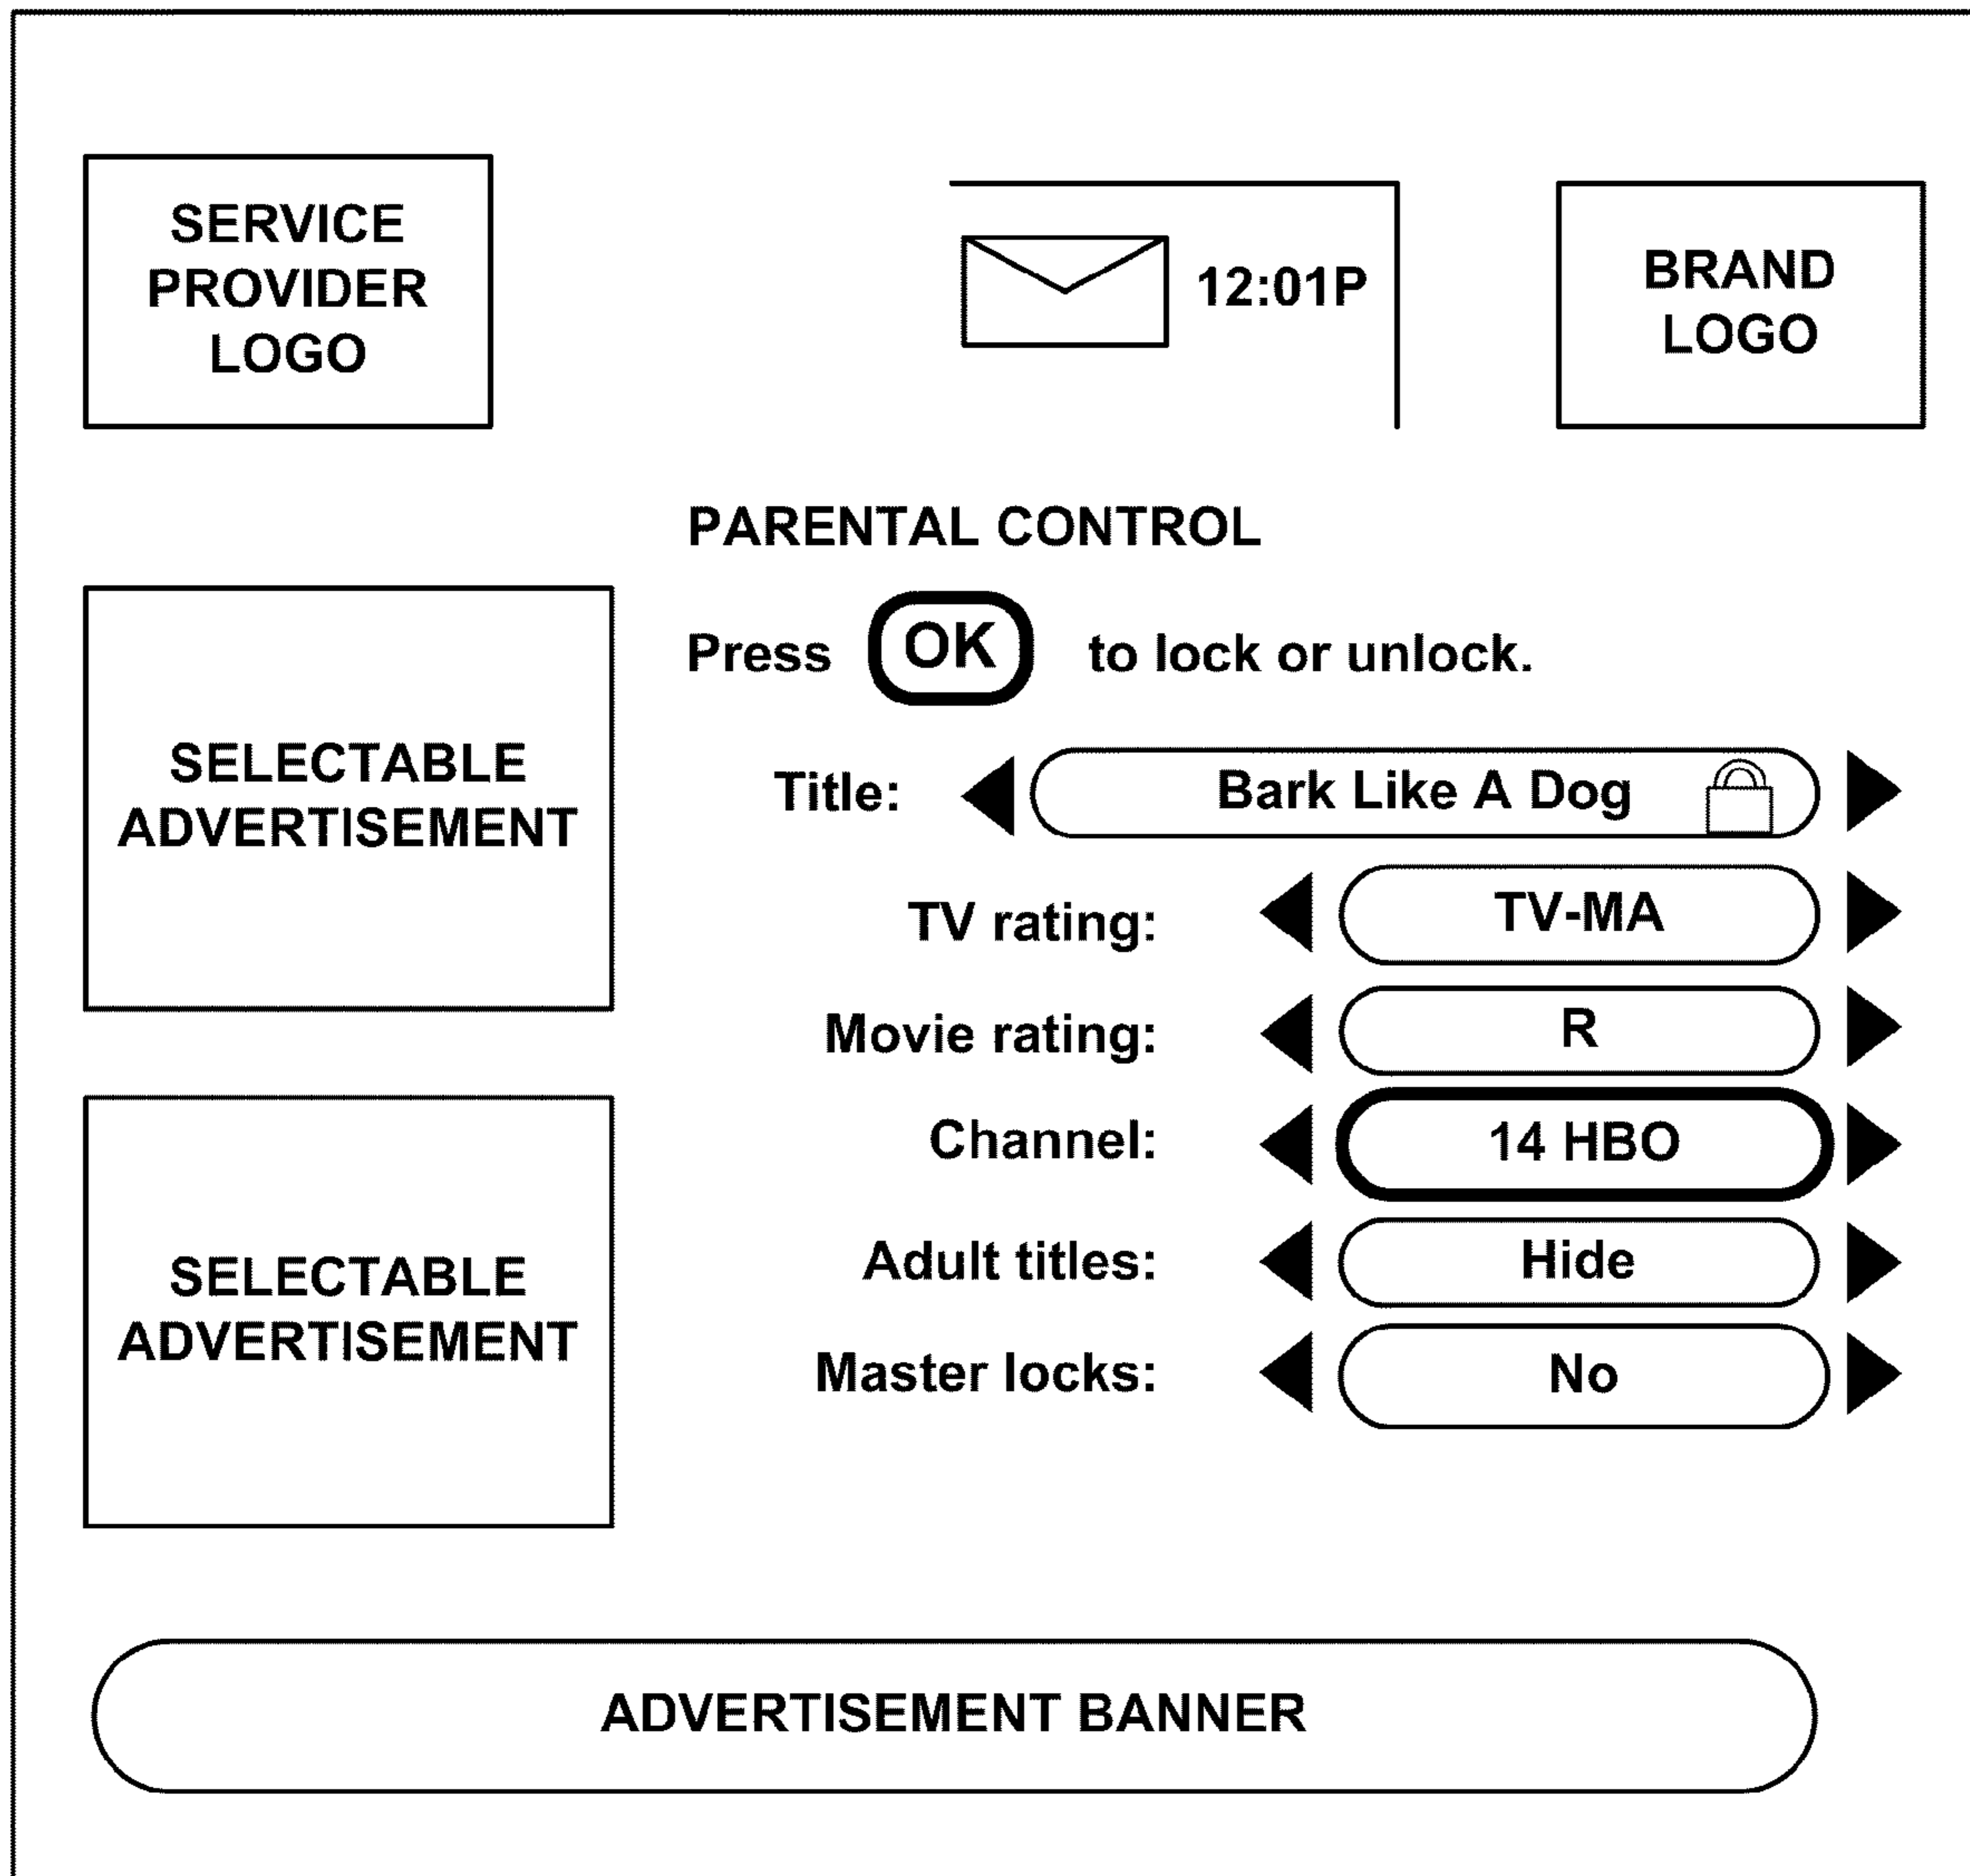 SERVICE
PROVIDER
LOGO
12:01P
BRAND
LOGO
PARENTAL CONTROL
Press OK to lock or unlock.
SELECTABLE
ADVERTISEMENT
Title: Bark Like A Dog
TV rating: TV-MA
Movie rating: R
Channel: 14 HBO
SELECTABLE
ADVERTISEMENT
Adult titles: Hide
Master locks: No
ADVERTISEMENT BANNER